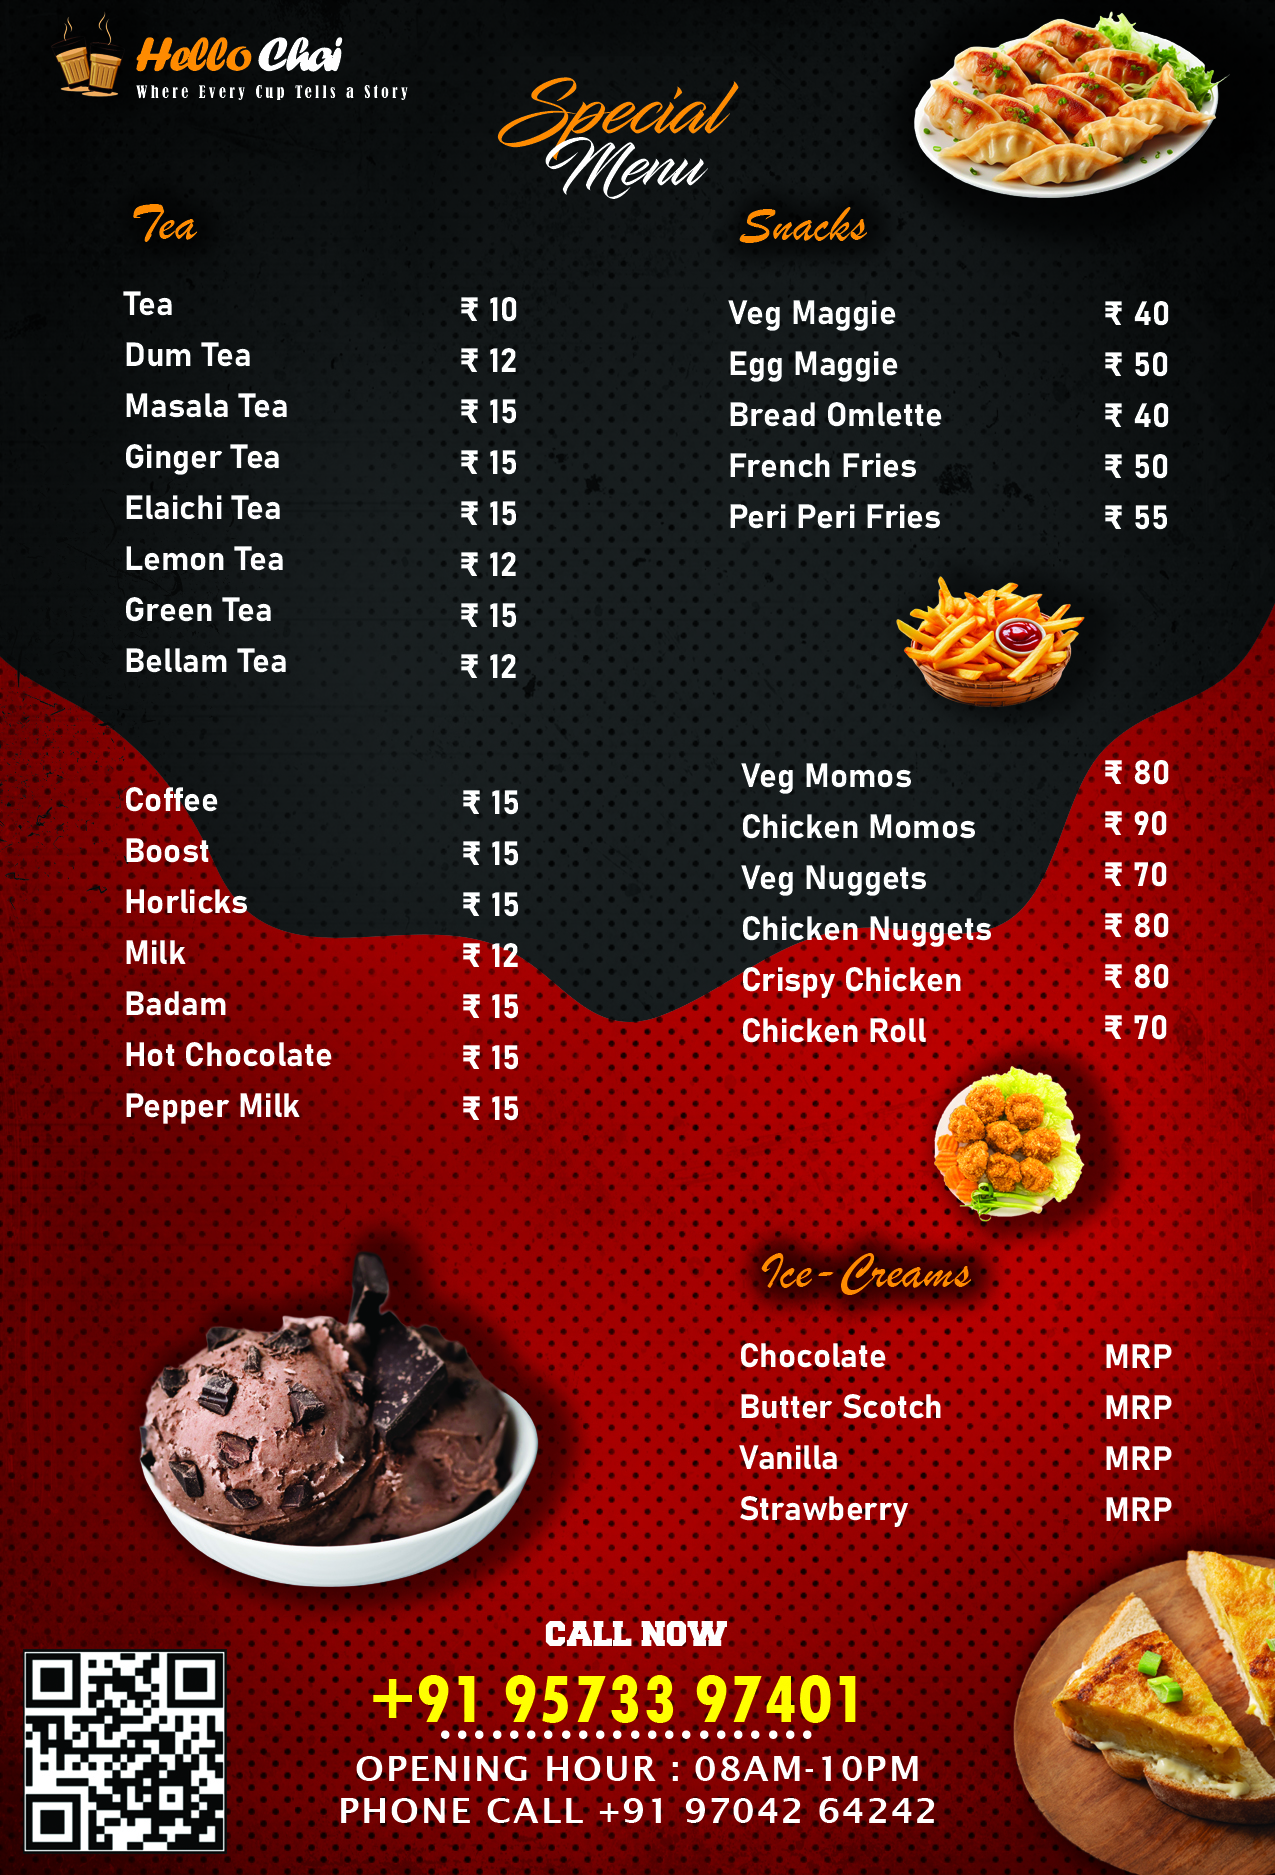 Hello Chai
Where Every Cup Tells a Story
Special
Menu
Tea
Tea ₹ 10
Dum Tea ₹ 12
Masala Tea ₹ 15
Ginger Tea ₹ 15
Elaichi Tea ₹ 15
Lemon Tea ₹ 12
Green Tea ₹ 15
Bellam Tea ₹ 12
Coffee ₹ 15
Boost ₹ 15
Horlicks ₹ 15
Milk ₹ 12
Badam ₹ 15
Hot Chocolate ₹ 15
Pepper Milk ₹ 15
Snacks
Veg Maggie ₹ 40
Egg Maggie ₹ 50
Bread Omlette ₹ 40
French Fries ₹ 50
Peri Peri Fries ₹ 55
Veg Momos ₹ 80
Chicken Momos ₹ 90
Veg Nuggets ₹ 70
Chicken Nuggets ₹ 80
Crispy Chicken ₹ 80
Chicken Roll ₹ 70
Ice-Creams
Chocolate MRP
Butter Scotch MRP
Vanilla MRP
Strawberry MRP
CALL NOW
+91 95733 97401
OPENING HOUR : 08AM-10PM
PHONE CALL +91 97042 64242